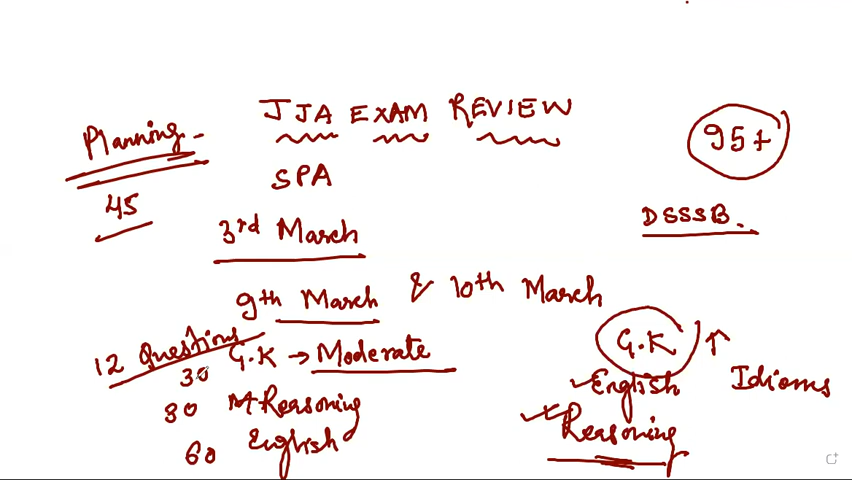 JJA EXAM REVIEW
Planning
95+
SPA
45
DSSSB.
3rd March
9th March & 10th March
12 Questions
G.K → Moderate
G.K ↑
30
English
Idioms
30 M.Reasoning
Reasoning
60 English